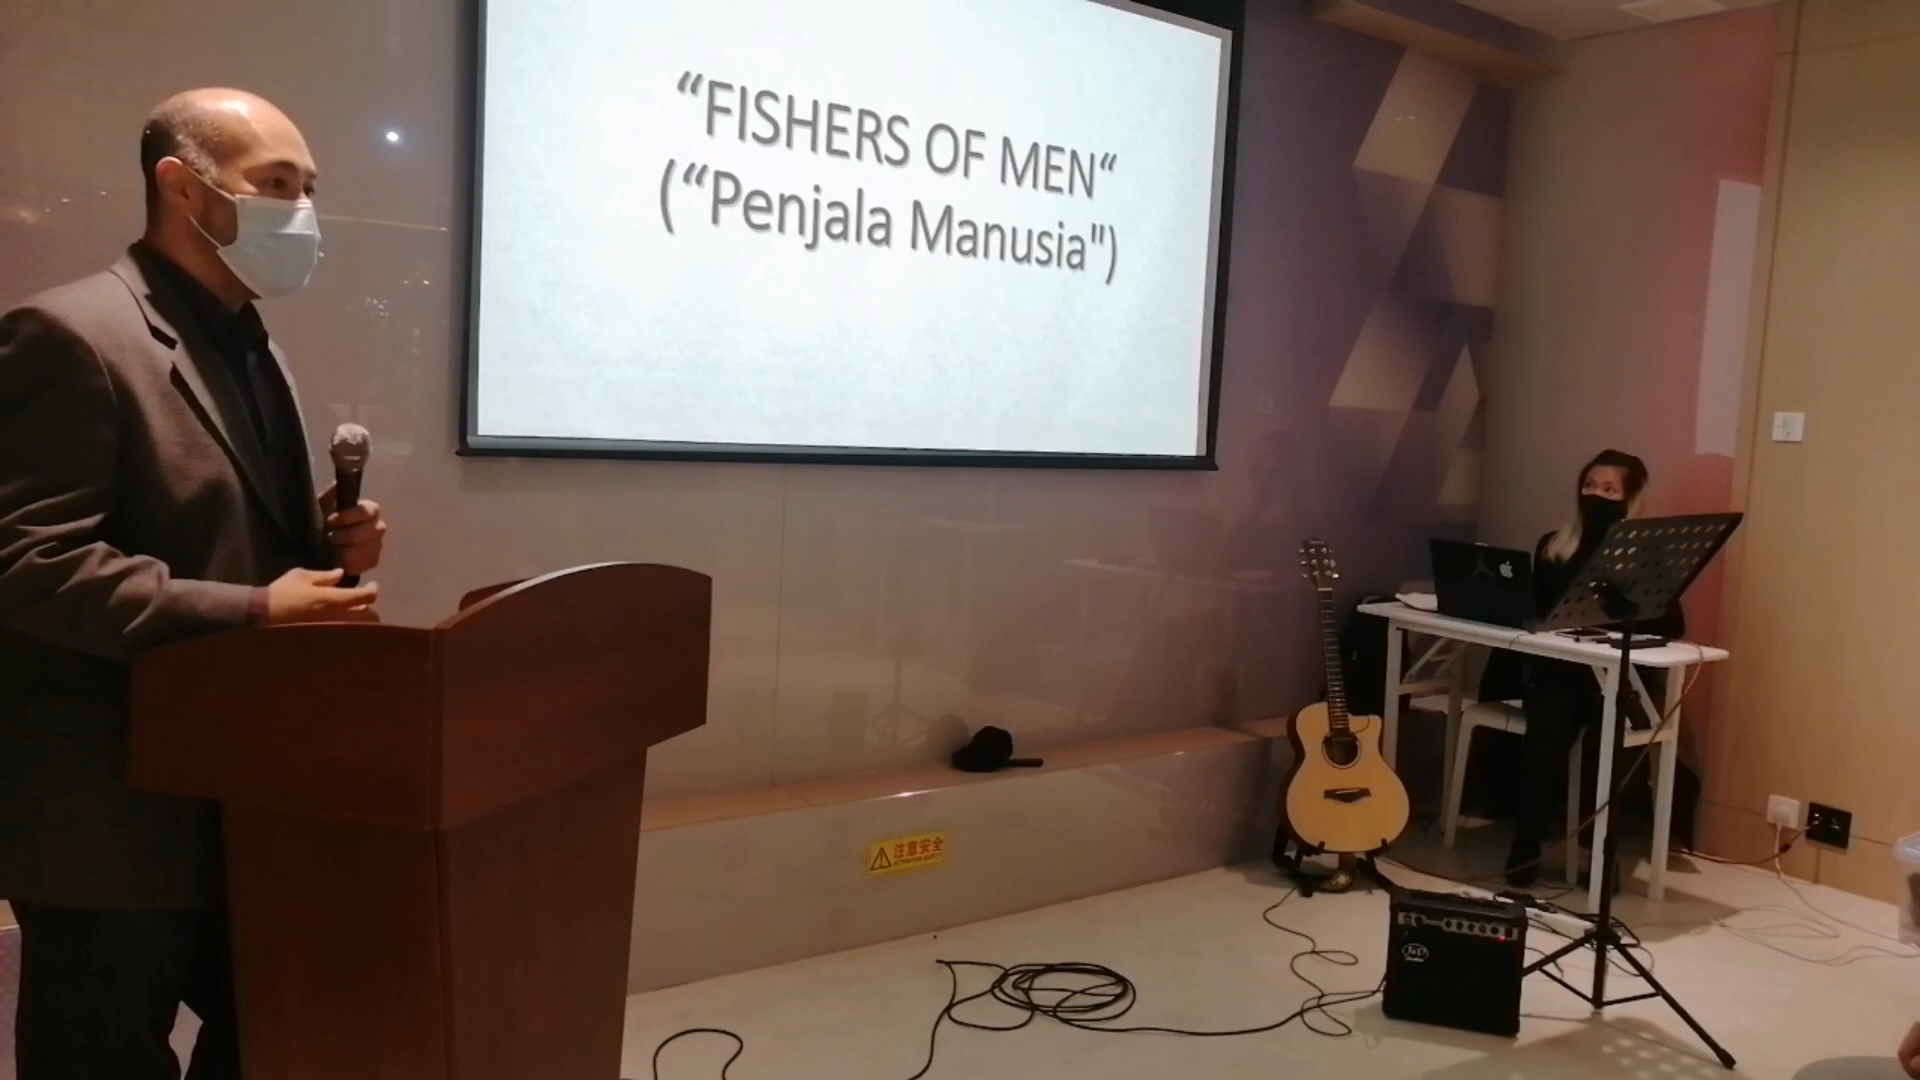 “FISHERS OF MEN“
(“Penjala Manusia")
注意安全